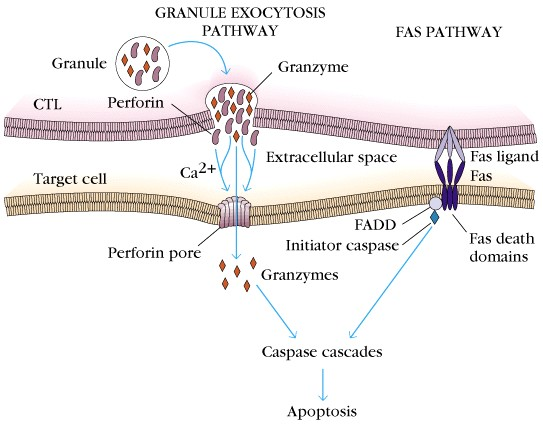 GRANULE EXOCYTOSIS
PATHWAY
FAS PATHWAY
Granule
Granzyme
CTL
Perforin
Ca2+
Extracellular space
Fas ligand
Fas
Target cell
FADD
Initiator caspase
Fas death
domains
Perforin pore
Granzymes
Caspase cascades
Apoptosis